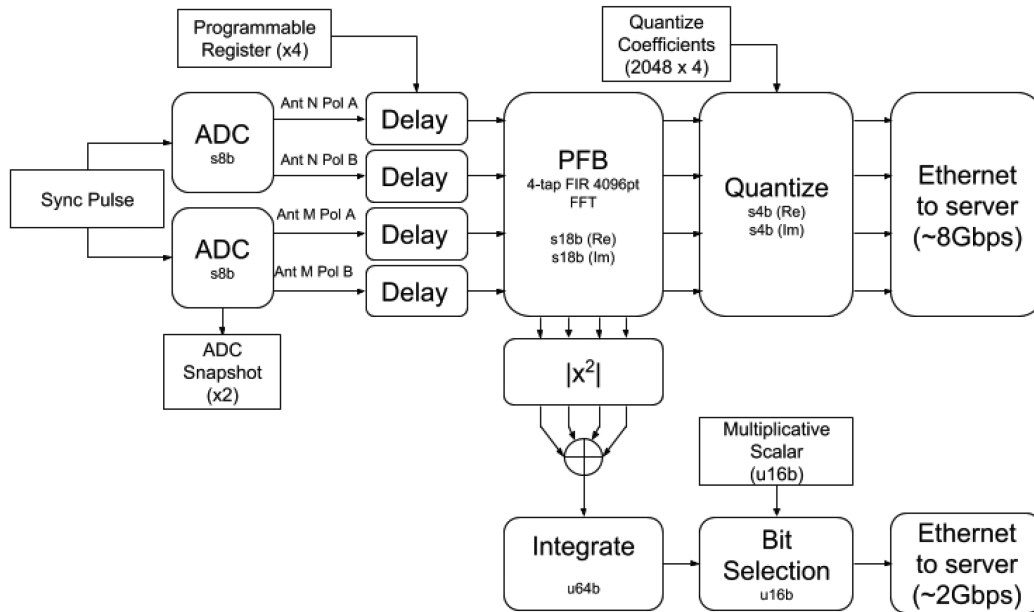 Programmable
Register (x4)
Quantize
Coefficients
(2048 x 4)
Sync Pulse
ADC
s8b
ADC
s8b
Ant N Pol A
Ant N Pol B
Ant M Pol A
Ant M Pol B
Delay
Delay
Delay
Delay
PFB
4-tap FIR 4096pt
FFT
s18b (Re)
s18b (Im)
Quantize
s4b (Re)
s4b (Im)
Ethernet
to server
(~8Gbps)
ADC
Snapshot
(x2)
|x²|
Multiplicative
Scalar
(u16b)
Integrate
u64b
Bit
Selection
u16b
Ethernet
to server
(~2Gbps)